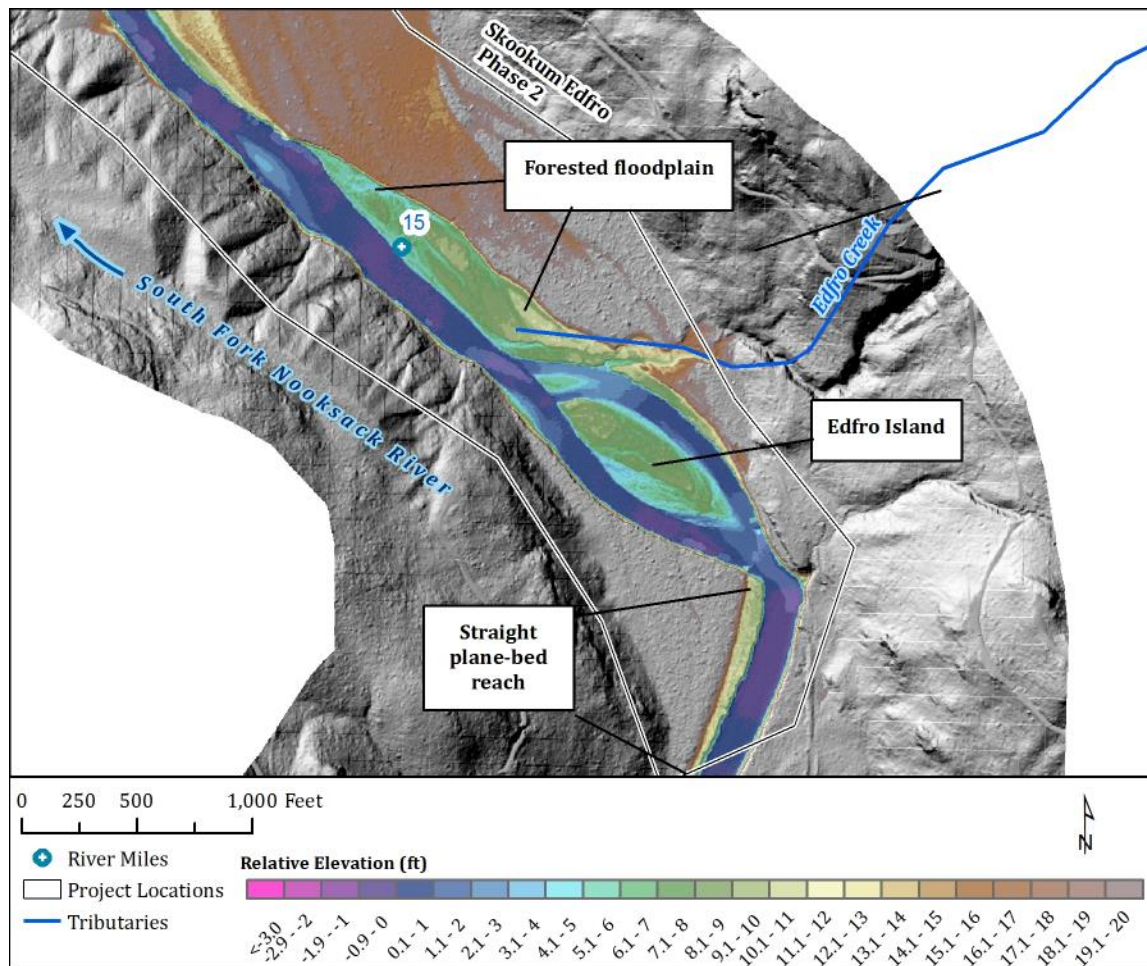 Skookum Edfro
Phase 2
Forested floodplain
15
Edfro Creek
South Fork Nooksack River
Edfro Island
Straight
plane-bed
reach
0 250 500 1,000 Feet
N
River Miles
Project Locations
Tributaries
Relative Elevation (ft)
<-3.0
-2.9 - -2
-1.9 - -1
-0.9 - 0
0.1 - 1
1.1 - 2
2.1 - 3
3.1 - 4
4.1 - 5
5.1 - 6
6.1 - 7
7.1 - 8
8.1 - 9
9.1 - 10
10.1 - 11
11.1 - 12
12.1 - 13
13.1 - 14
14.1 - 15
15.1 - 16
16.1 - 17
17.1 - 18
18.1 - 19
19.1 - 20